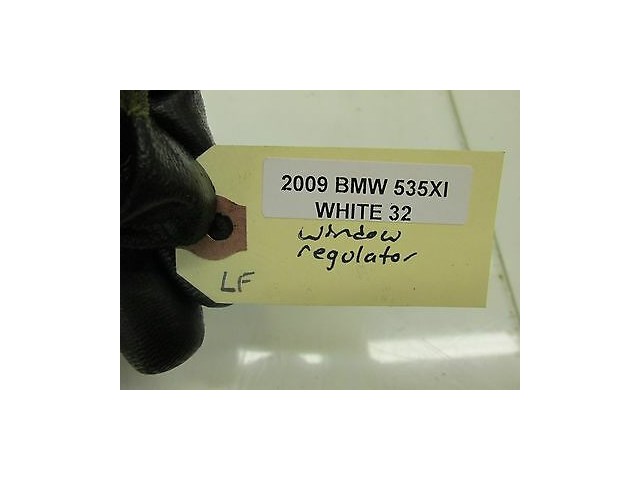 2009 BMW 535XI
WHITE 32
window
regulator
LF